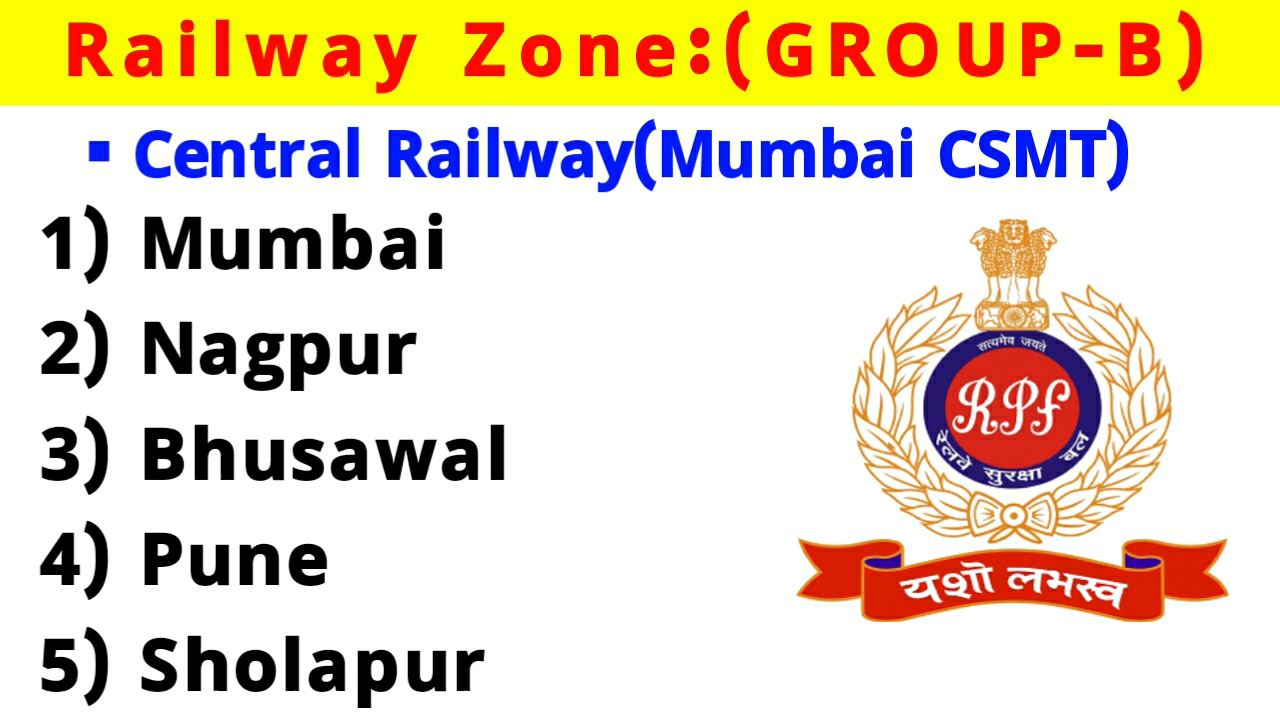 Railway Zone:(GROUP-B)
▪ Central Railway(Mumbai CSMT)
1) Mumbai
2) Nagpur
3) Bhusawal
4) Pune
5) Sholapur
सत्यमेव जयते
RPf
रेलवे सुरक्षा बल
यशॊ लभस्व